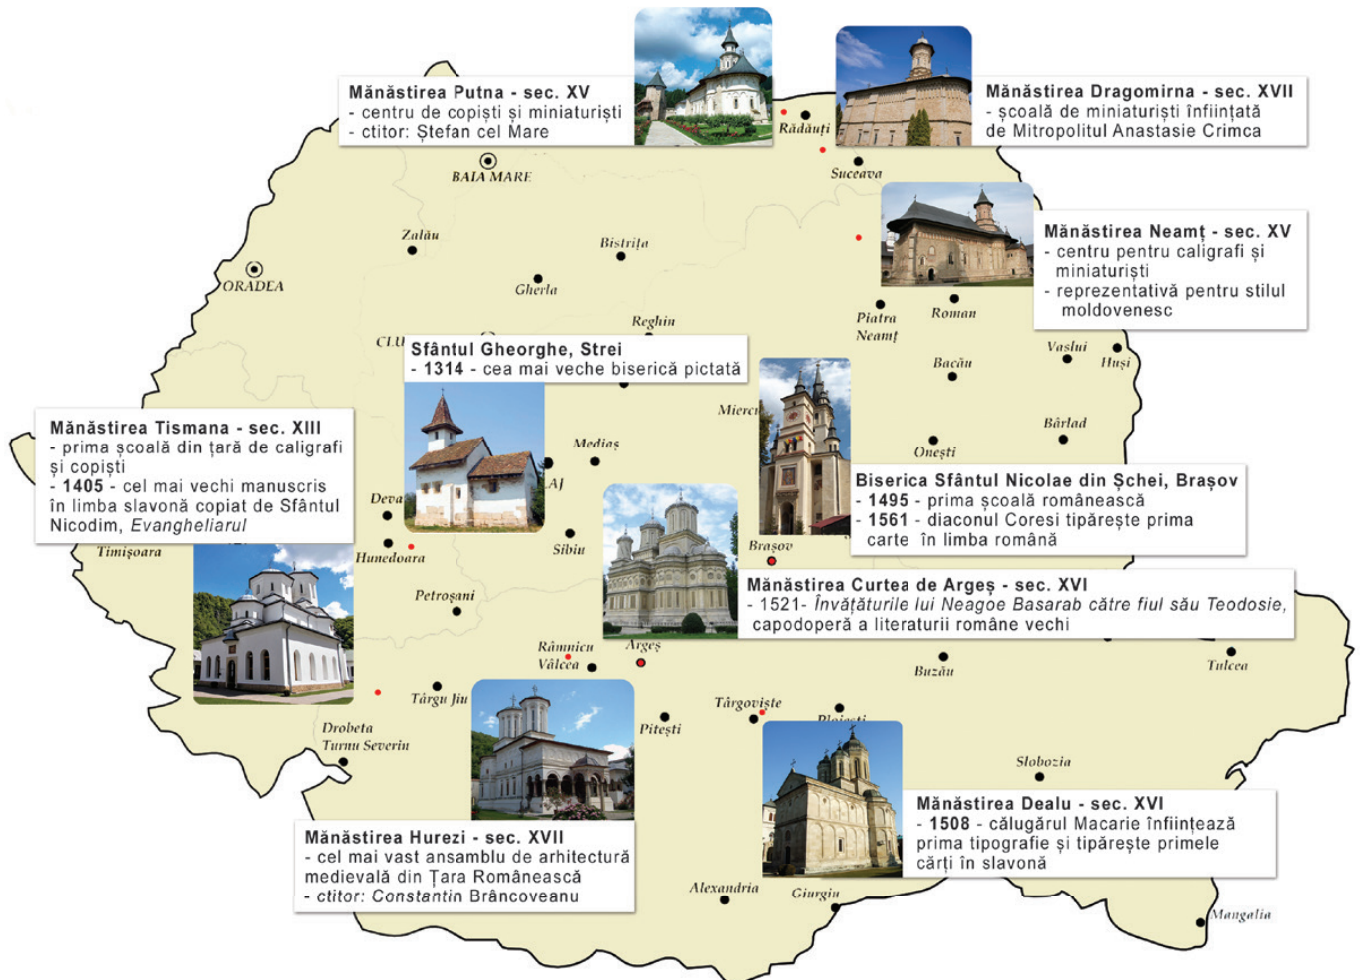 Mănăstirea Putna - sec. XV
- centru de copiști și miniaturiști
- ctitor: Ștefan cel Mare
Mănăstirea Dragomirna - sec. XVII
- școală de miniaturiști înființată
de Mitropolitul Anastasie Crimca
Rădăuți
Suceava
BAIA MARE
Mănăstirea Neamț - sec. XV
- centru pentru caligrafi și
miniaturiști
- reprezentativă pentru stilul
moldovenesc
Zalău
Bistrița
ORADEA
Gherla
Reghin
Piatra
Neamț
Roman
Vaslui
Huși
Bacău
CLU
Sfântul Gheorghe, Strei
- 1314 - cea mai veche biserică pictată
Miercu
Bârlad
Onești
Mănăstirea Tismana - sec. XIII
- prima școală din țară de caligrafi
și copiști
- 1405 - cel mai vechi manuscris
în limba slavonă copiat de Sfântul
Nicodim, Evangheliarul
Mediaș
LAJ
Deva
Hunedoara
Timișoara
Sibiu
Biserica Sfântul Nicolae din Șchei, Brașov
- 1495 - prima școală românească
- 1561 - diaconul Coresi tipărește prima
carte în limba română
Brașov
Petroșani
Mănăstirea Curtea de Argeș - sec. XVI
- 1521- Învățăturile lui Neagoe Basarab către fiul său Teodosie,
capodoperă a literaturii române vechi
Râmnicu
Vâlcea
Argeș
Buzău
Tulcea
Târgu Jiu
Pitești
Târgoviște
Ploiești
Drobeta
Turnu Severin
Slobozia
Mănăstirea Dealu - sec. XVI
- 1508 - călugărul Macarie înființează
prima tipografie și tipărește primele
cărți în slavonă
Mănăstirea Hurezi - sec. XVII
- cel mai vast ansamblu de arhitectură
medievală din Țara Românească
- ctitor: Constantin Brâncoveanu
Alexandria
Giurgiu
Mangalia